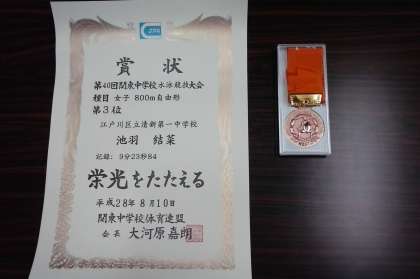 賞状
第40回関東中学校水泳競技大会
種目 女子 800m自由形
第3位
江戸川区立清新第一中学校
池羽 結菜
記録: 9分23秒84
栄光をたたえる
平成28年8月10日
関東中学校体育連盟
会長 大河原嘉朗